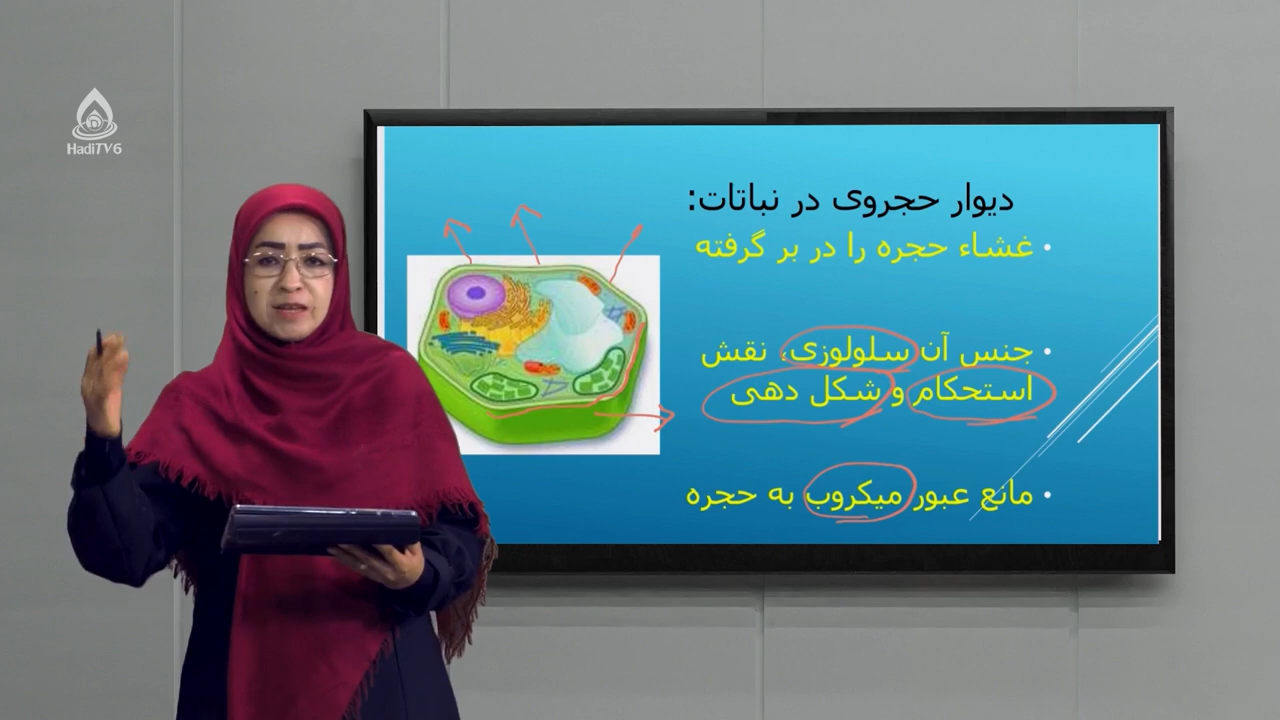 HadiTV6
دیوار حجروی در نباتات:
• غشاء حجره را در بر گرفته
• جنس آن سلولوزی، نقش
استحکام و شکل دهی
• مانع عبور میکروب به حجره